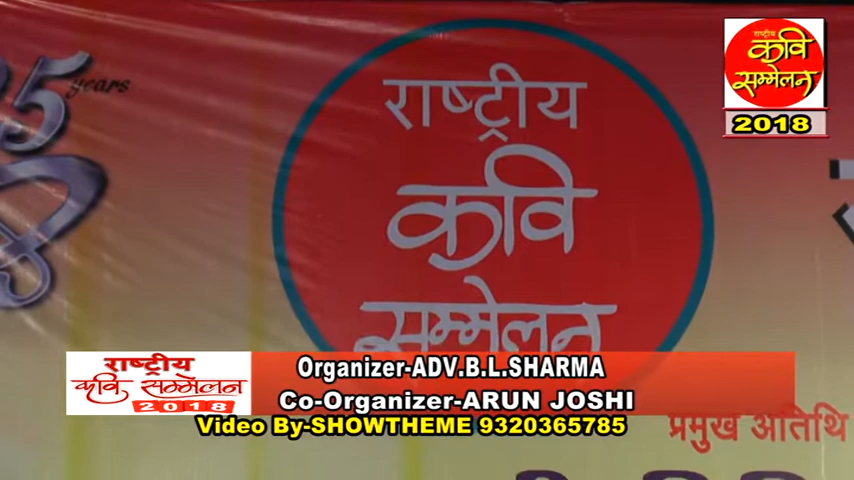 35
years
राष्ट्रीय
कवि
सम्मेलन
राष्ट्रीय
कवि
सम्मेलन
2018
राष्ट्रीय
कवि सम्मेलन
2018
Organizer-ADV.B.L.SHARMA
Co-Organizer-ARUN JOSHI
Video By-SHOWTHEME 9320365785
प्रमुख अतिथि